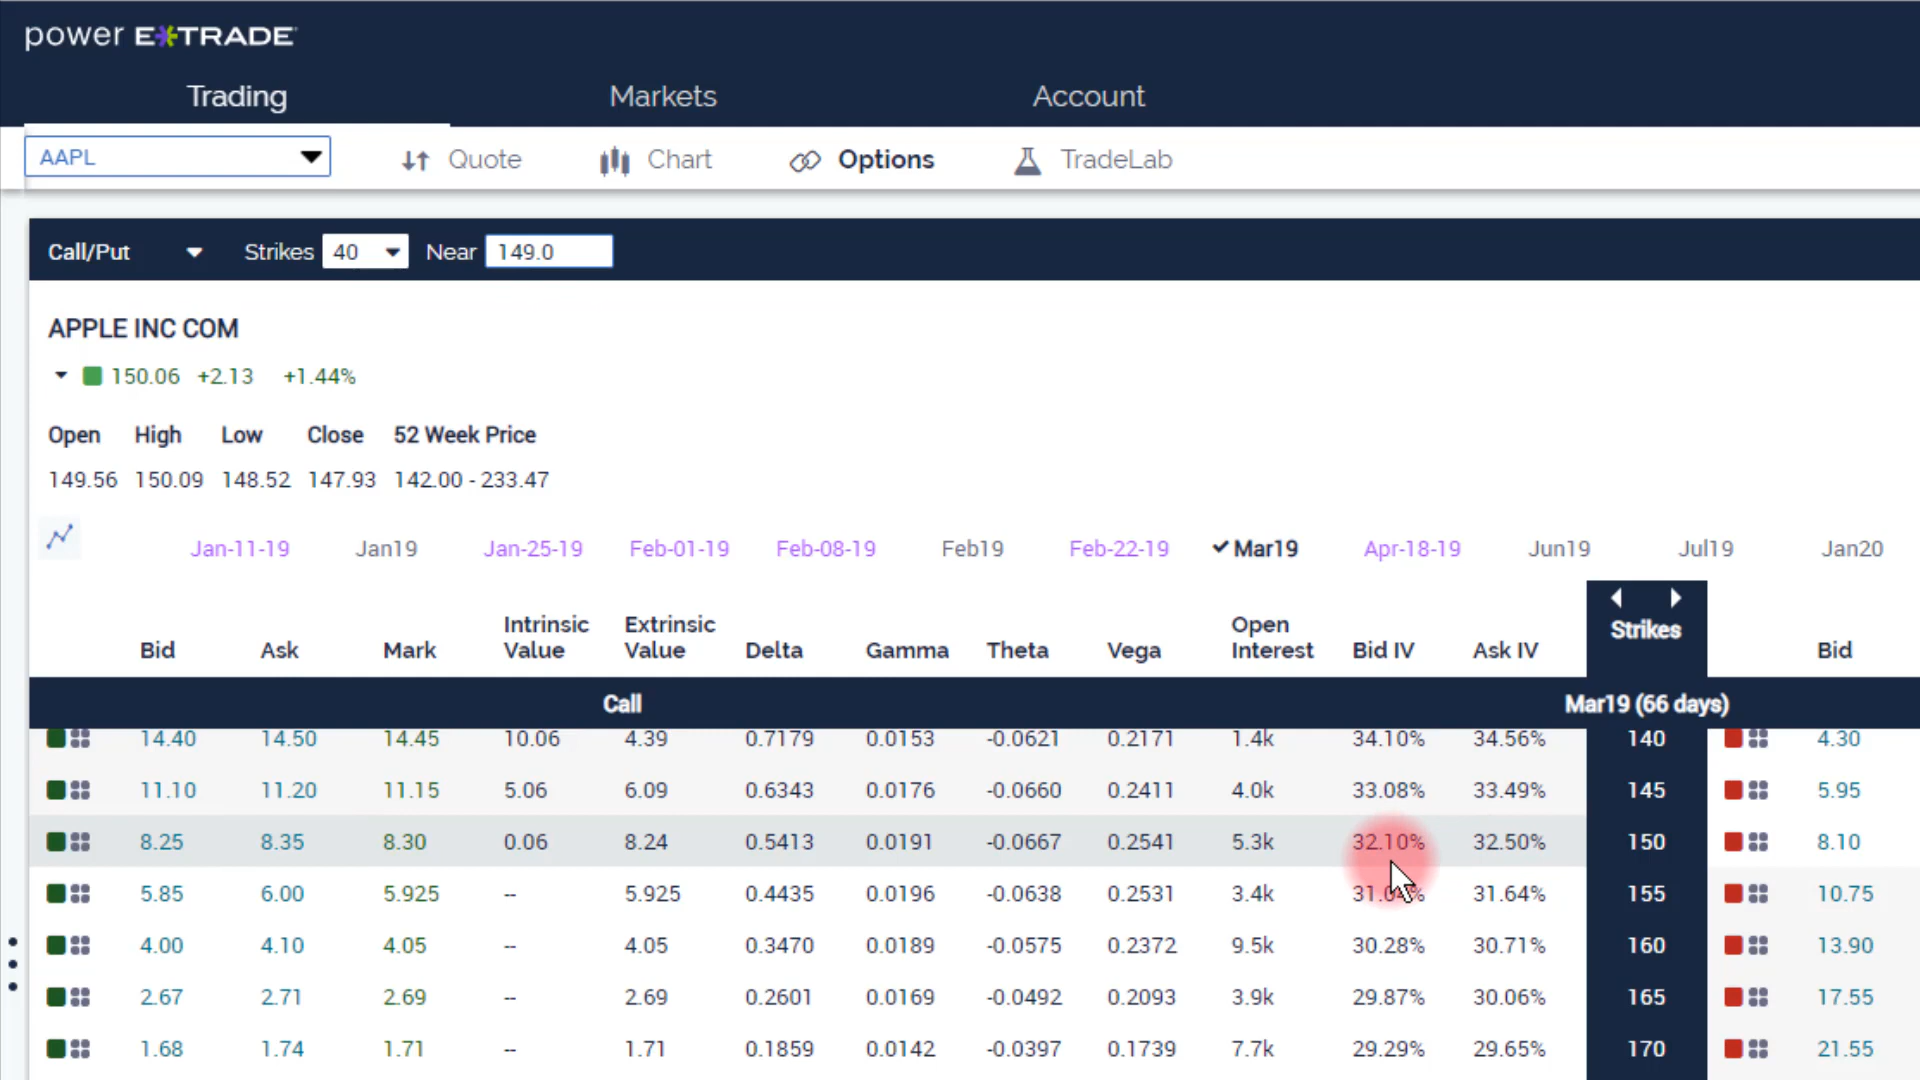 power E*TRADE
Trading Markets Account
AAPL Quote Chart Options TradeLab
Call/Put Strikes 40 Near 149.0
APPLE INC COM
150.06 +2.13 +1.44%
Open High Low Close 52 Week Price
149.56 150.09 148.52 147.93 142.00 - 233.47
Jan-11-19 Jan19 Jan-25-19 Feb-01-19 Feb-08-19 Feb19 Feb-22-19 Mar19 Apr-18-19 Jun19 Jul19 Jan20
Bid Ask Mark Intrinsic Value Extrinsic Value Delta Gamma Theta Vega Open Interest Bid IV Ask IV Strikes Bid
Call Mar19 (66 days)
14.40 14.50 14.45 10.06 4.39 0.7179 0.0153 -0.0621 0.2171 1.4k 34.10% 34.56% 140 4.30
11.10 11.20 11.15 5.06 6.09 0.6343 0.0176 -0.0660 0.2411 4.0k 33.08% 33.49% 145 5.95
8.25 8.35 8.30 0.06 8.24 0.5413 0.0191 -0.0667 0.2541 5.3k 32.10% 32.50% 150 8.10
5.85 6.00 5.925 -- 5.925 0.4435 0.0196 -0.0638 0.2531 3.4k 31.64% 155 10.75
4.00 4.10 4.05 -- 4.05 0.3470 0.0189 -0.0575 0.2372 9.5k 30.28% 30.71% 160 13.90
2.67 2.71 2.69 -- 2.69 0.2601 0.0169 -0.0492 0.2093 3.9k 29.87% 30.06% 165 17.55
1.68 1.74 1.71 -- 1.71 0.1859 0.0142 -0.0397 0.1739 7.7k 29.29% 29.65% 170 21.55